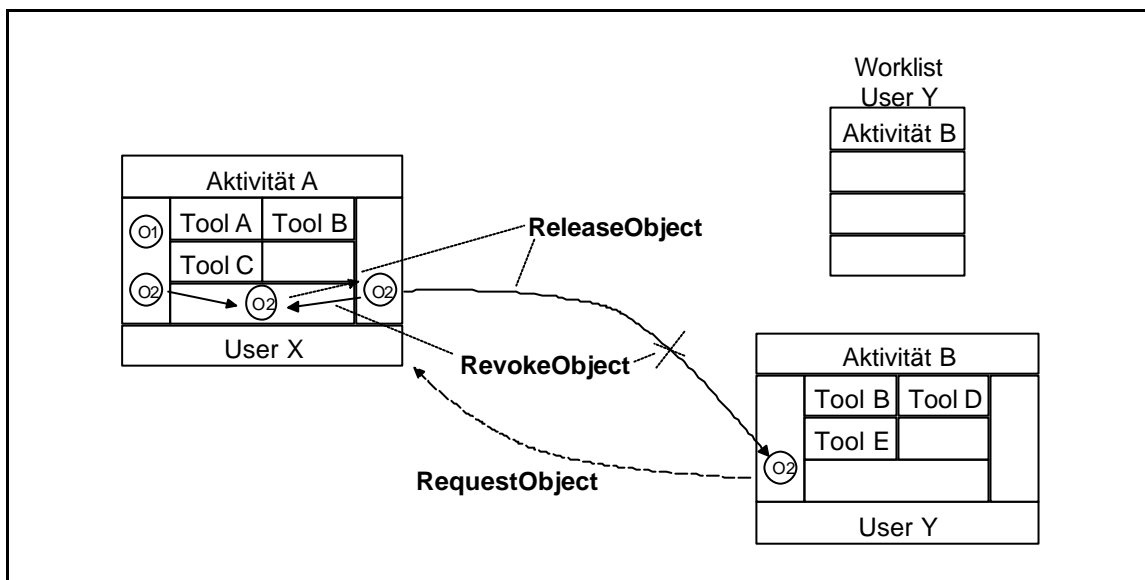 Worklist
User Y
Aktivität B
Aktivität A
O1
Tool A
Tool B
Tool C
O2
O2
O2
User X
ReleaseObject
RevokeObject
RequestObject
Aktivität B
Tool B
Tool D
Tool E
O2
User Y